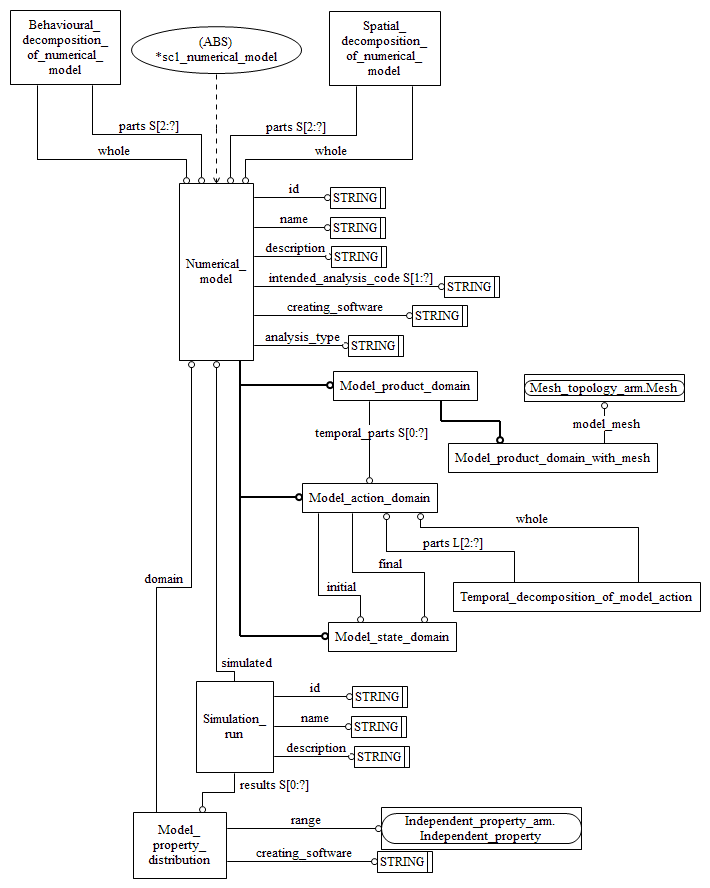 Behavioural_
decomposition_
of_numerical_
model
(ABS)
*sc1_numerical_model
Spatial_
decomposition_
of_numerical_
model
parts S[2:?]
parts S[2:?]
whole
whole
Numerical_
model
id
STRING
name
STRING
description
STRING
intended_analysis_code S[1:?]
STRING
creating_software
STRING
analysis_type
STRING
Model_product_domain
Mesh_topology_arm.Mesh
model_mesh
temporal_parts S[0:?]
Model_product_domain_with_mesh
Model_action_domain
whole
parts L[2:?]
final
initial
domain
Temporal_decomposition_of_model_action
Model_state_domain
simulated
Simulation_
run
id
STRING
name
STRING
description
STRING
results S[0:?]
Model_
property_
distribution
range
Independent_property_arm.
Independent_property
creating_software
STRING